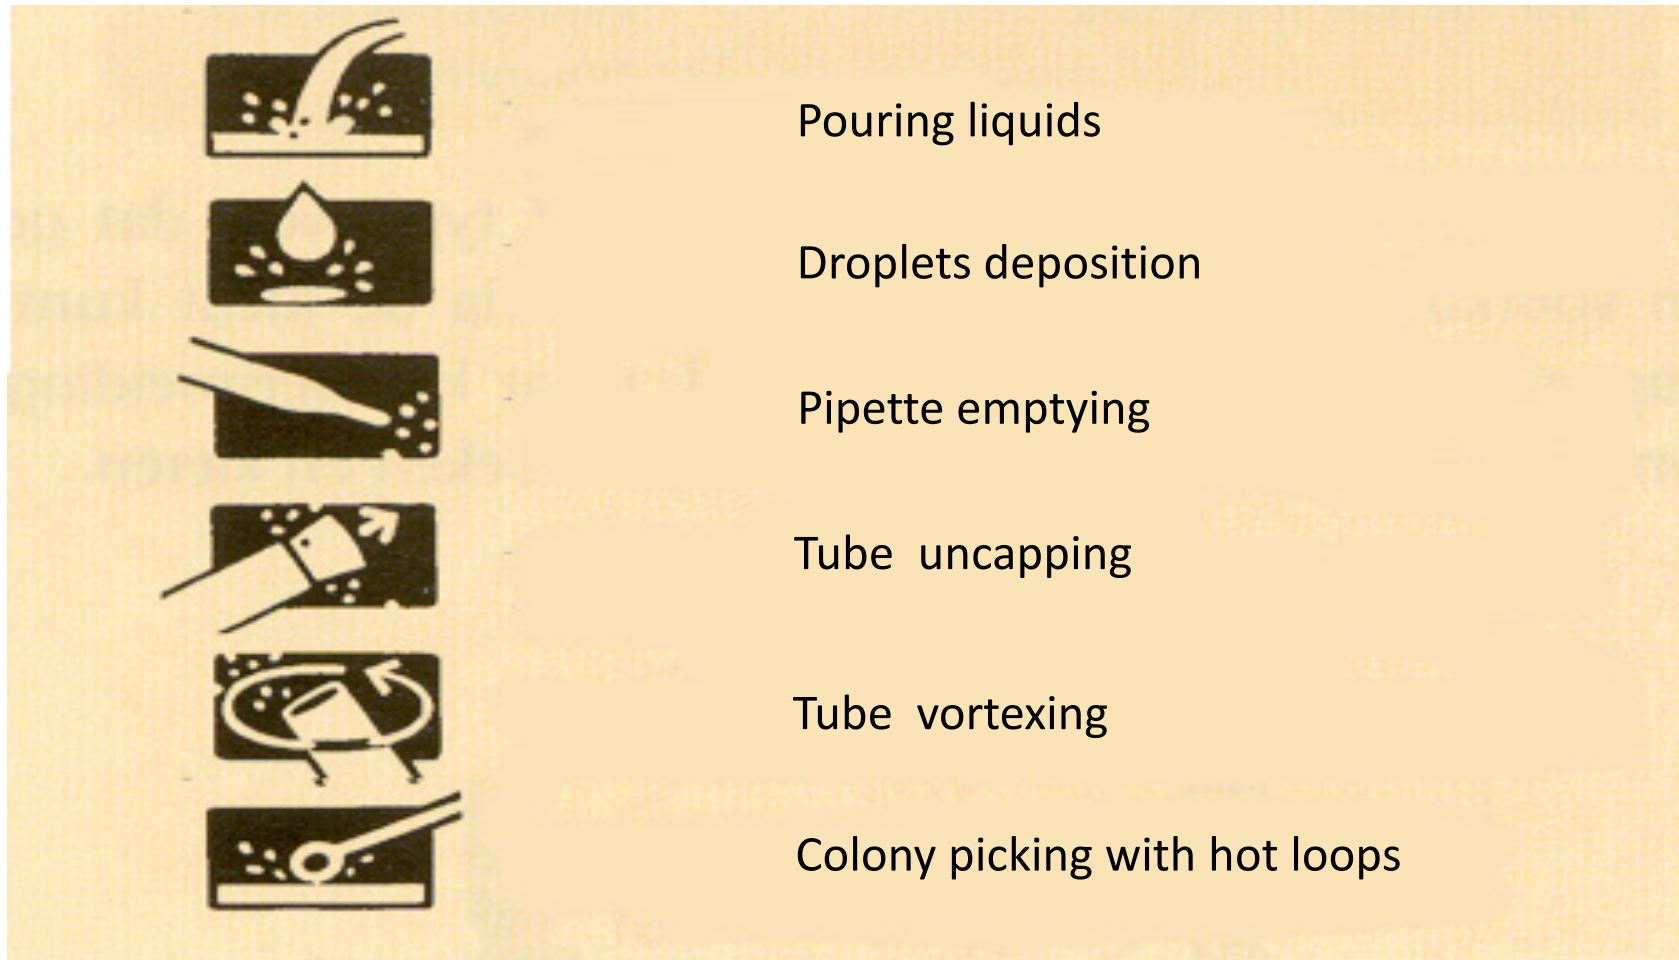 Pouring liquids
Droplets deposition
Pipette emptying
Tube  uncapping
Tube  vortexing
Colony picking with hot loops